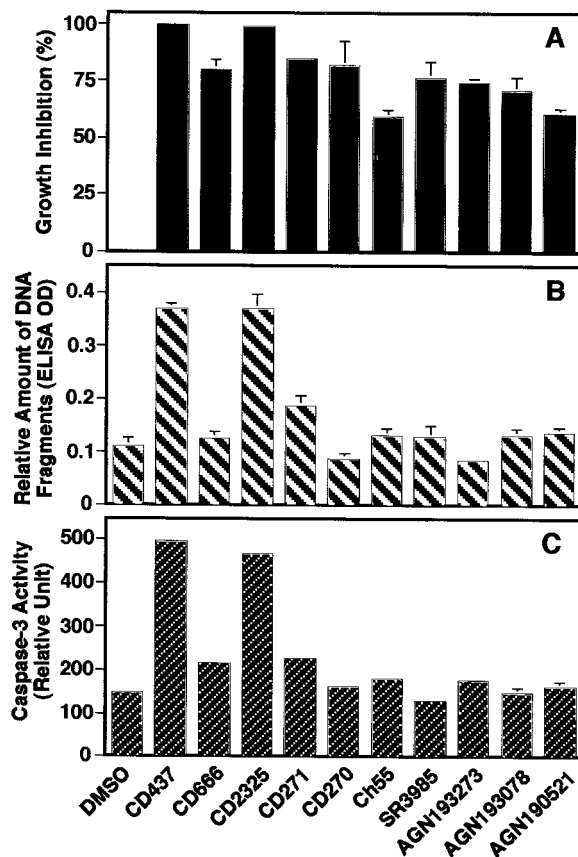 A
Growth Inhibition (%)
100
75
50
25
0
B
Relative Amount of DNA
Fragments (ELISA OD)
0.4
0.3
0.2
0.1
0
C
Caspase-3 Activity
(Relative Unit)
500
400
300
200
100
0
DMSO
CD437
CD666
CD2325
CD271
CD270
Ch55
SR3985
AGN193273
AGN193078
AGN190521